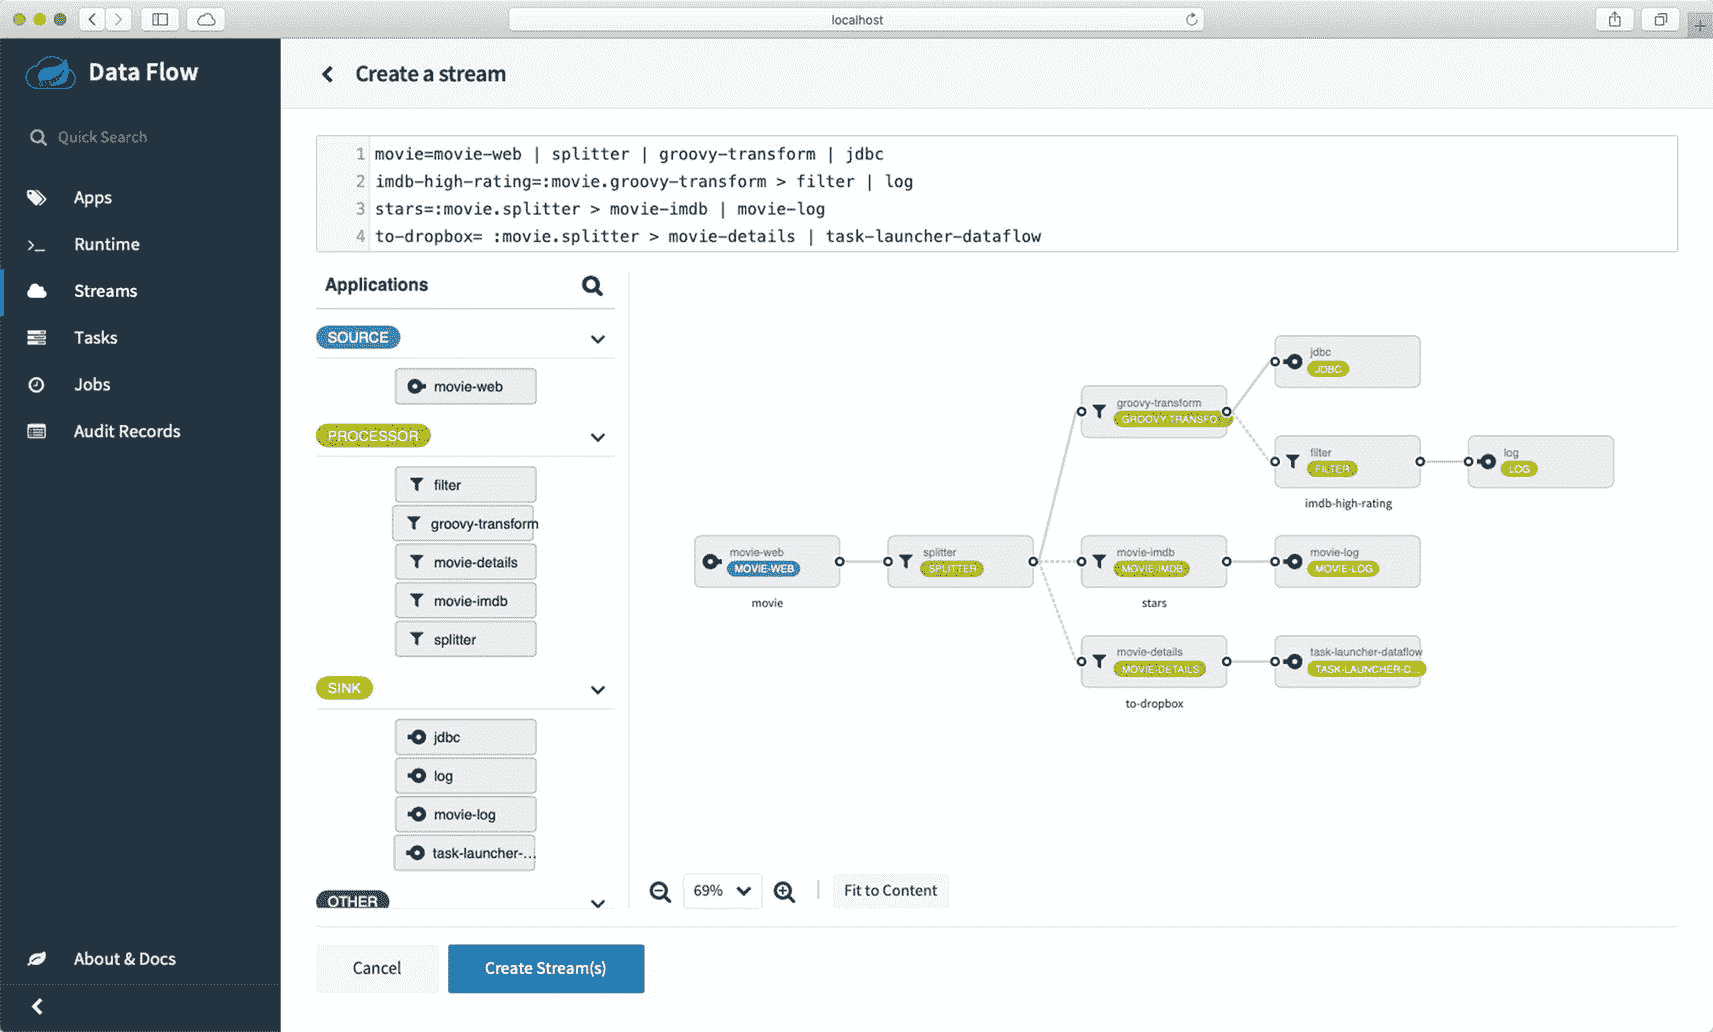 localhost
Data Flow
Create a stream
Quick Search
Apps
Runtime
Streams
Tasks
Jobs
Audit Records
About & Docs
1 movie=movie-web | splitter | groovy-transform | jdbc
2 imdb-high-rating=:movie.groovy-transform > filter | log
3 stars=:movie.splitter > movie-imdb | movie-log
4 to-dropbox= :movie.splitter > movie-details | task-launcher-dataflow
Applications
SOURCE
movie-web
PROCESSOR
filter
groovy-transform
movie-details
movie-imdb
splitter
SINK
jdbc
log
movie-log
task-launcher-...
OTHER
jdbc
JDBC
groovy-transform
GROOVY-TRANSFO...
filter
FILTER
imdb-high-rating
log
LOG
movie-web
MOVIE-WEB
movie
splitter
SPLITTER
movie-imdb
MOVIE-IMDB
stars
movie-log
MOVIE-LOG
movie-details
MOVIE-DETAILS
to-dropbox
task-launcher-dataflow
TASK-LAUNCHER-D...
69%
Fit to Content
Cancel
Create Stream(s)